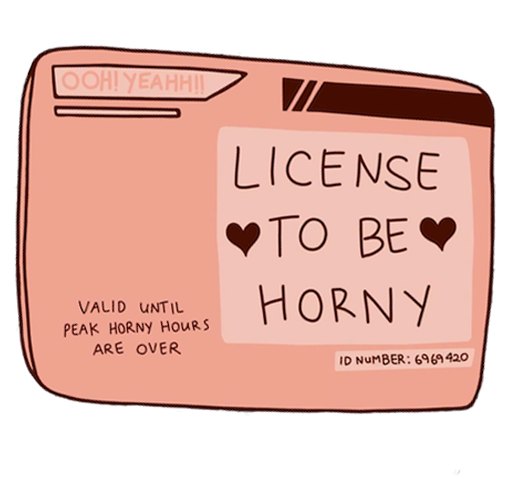 OOH! YEAHH!!
LICENSE
TO BE
HORNY
VALID UNTIL
PEAK HORNY HOURS
ARE OVER
ID NUMBER: 6969420